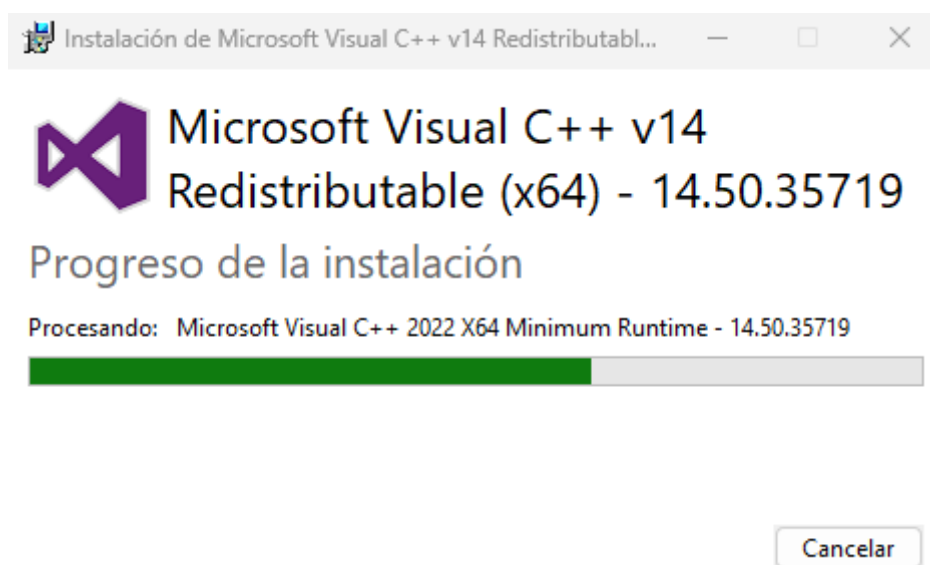 Instalación de Microsoft Visual C++ v14 Redistributabl...
Microsoft Visual C++ v14
Redistributable (x64) - 14.50.35719
Progreso de la instalación
Procesando: Microsoft Visual C++ 2022 X64 Minimum Runtime - 14.50.35719
Cancelar